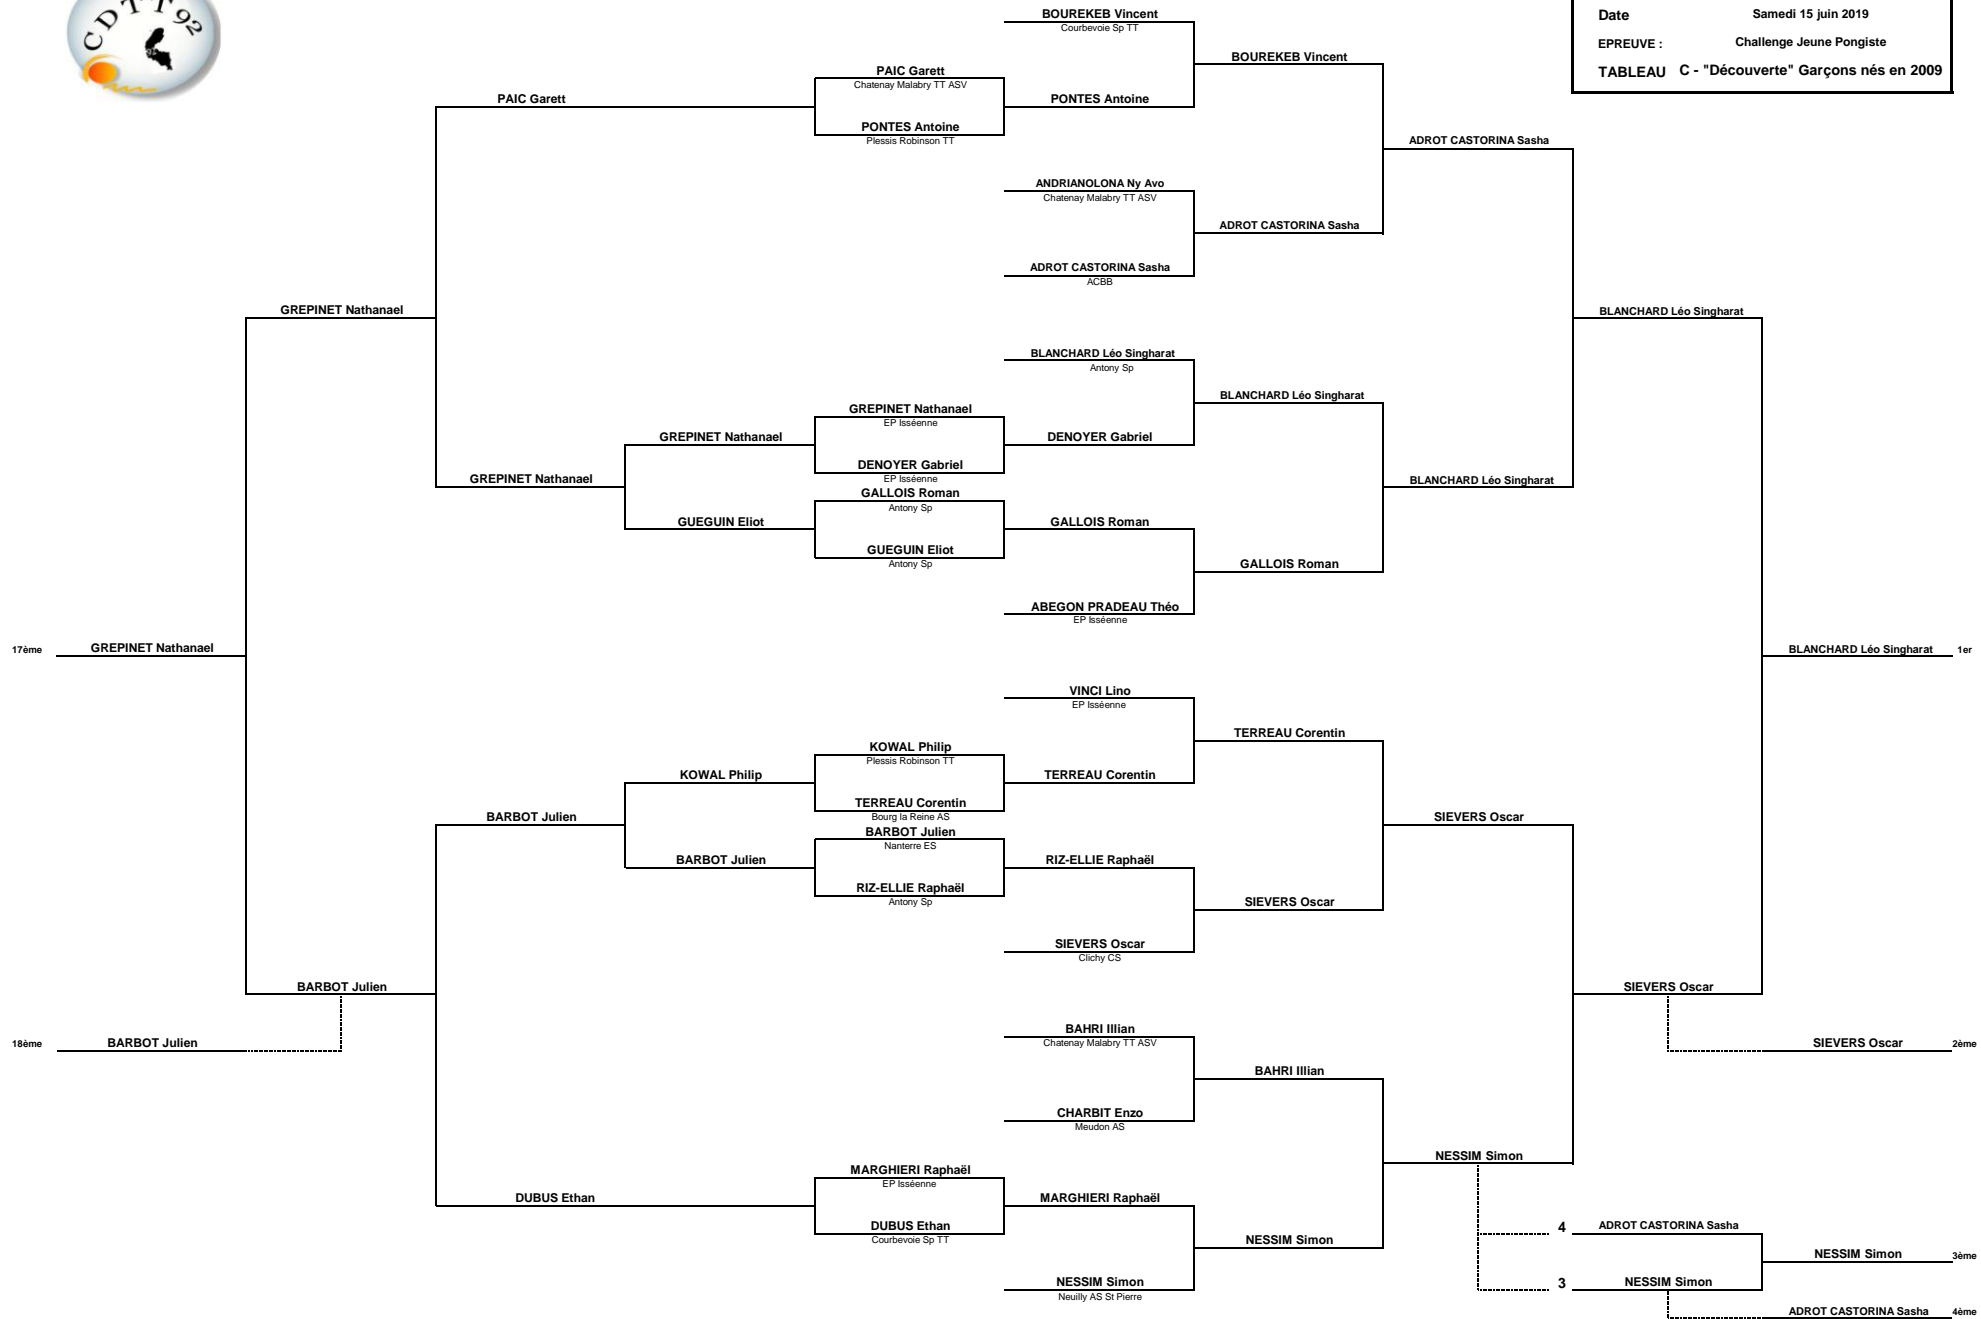 CDTT92
BOUREKEB Vincent
Courbevoie Sp TT
Date Samedi 15 juin 2019
EPREUVE : Challenge Jeune Pongiste
TABLEAU C - "Découverte" Garçons nés en 2009
BOUREKEB Vincent
PAIC Garett
Chatenay Malabry TT ASV
PAIC Garett
PONTES Antoine
PONTES Antoine
Plessis Robinson TT
ADROT CASTORINA Sasha
ANDRIANOLONA Ny Avo
Chatenay Malabry TT ASV
ADROT CASTORINA Sasha
ADROT CASTORINA Sasha
ACBB
GREPINET Nathanael
BLANCHARD Léo Singharat
BLANCHARD Léo Singharat
Antony Sp
BLANCHARD Léo Singharat
GREPINET Nathanael
EP Isséenne
GREPINET Nathanael
DENOYER Gabriel
DENOYER Gabriel
EP Isséenne
GREPINET Nathanael
BLANCHARD Léo Singharat
GALLOIS Roman
Antony Sp
GUEGUIN Eliot
GALLOIS Roman
GUEGUIN Eliot
Antony Sp
GALLOIS Roman
ABEGON PRADEAU Théo
EP Isséenne
17ème GREPINET Nathanael
BLANCHARD Léo Singharat 1er
VINCI Lino
EP Isséenne
TERREAU Corentin
KOWAL Philip
Plessis Robinson TT
KOWAL Philip
TERREAU Corentin
TERREAU Corentin
Bourg la Reine AS
BARBOT Julien
SIEVERS Oscar
BARBOT Julien
Nanterre ES
BARBOT Julien
RIZ-ELLIE Raphaël
RIZ-ELLIE Raphaël
Antony Sp
SIEVERS Oscar
SIEVERS Oscar
Clichy CS
BARBOT Julien
SIEVERS Oscar
BAHRI Illian
Chatenay Malabry TT ASV
18ème BARBOT Julien
SIEVERS Oscar 2ème
BAHRI Illian
CHARBIT Enzo
Meudon AS
NESSIM Simon
MARGHIERI Raphaël
EP Isséenne
DUBUS Ethan
MARGHIERI Raphaël
DUBUS Ethan
Courbevoie Sp TT
4 ADROT CASTORINA Sasha
NESSIM Simon
NESSIM Simon 3ème
NESSIM Simon
Neuilly AS St Pierre
3 NESSIM Simon
ADROT CASTORINA Sasha 4ème